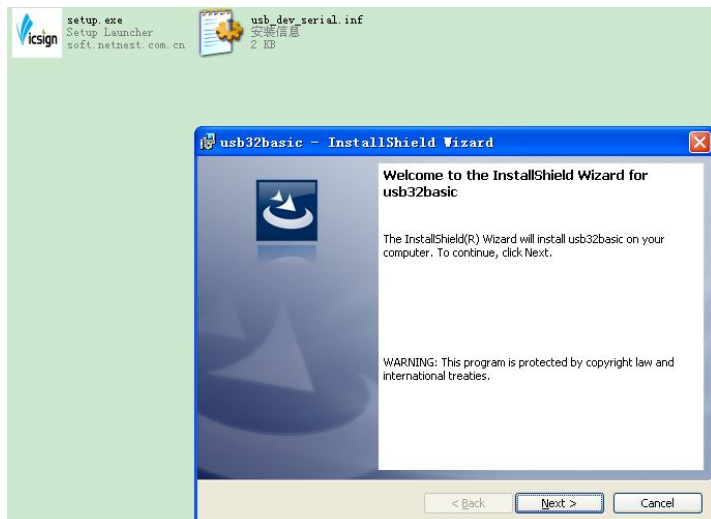 setup.exe
Setup Launcher
soft.netnest.com.cn
icsign
usb_dev_serial.inf
安装信息
2 KB
usb32basic - InstallShield Wizard
Welcome to the InstallShield Wizard for
usb32basic
The InstallShield(R) Wizard will install usb32basic on your
computer. To continue, click Next.
WARNING: This program is protected by copyright law and
international treaties.
< Back
Next >
Cancel